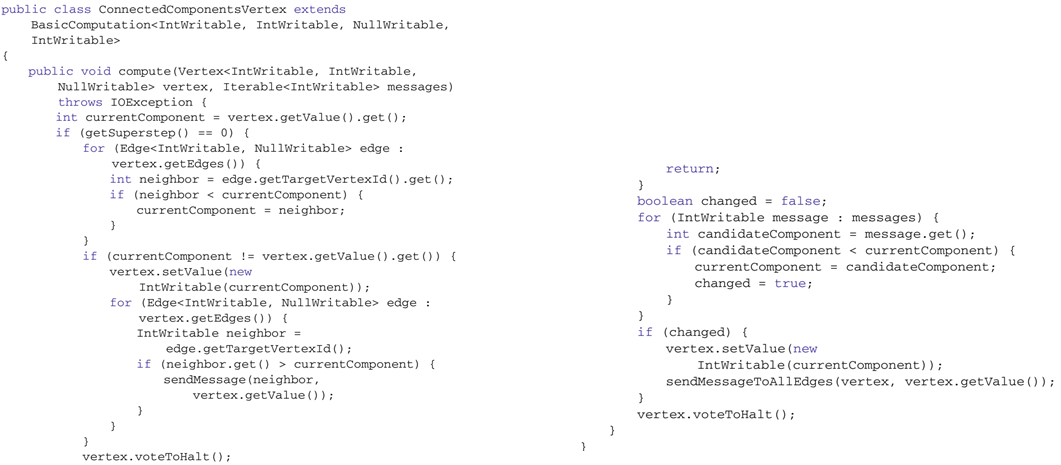 public class ConnectedComponentsVertex extends
BasicComputation<IntWritable, IntWritable, NullWritable,
IntWritable>
{
public void compute(Vertex<IntWritable, IntWritable,
NullWritable> vertex, Iterable<IntWritable> messages)
throws IOException {
int currentComponent = vertex.getValue().get();
if (getSuperstep() == 0) {
for (Edge<IntWritable, NullWritable> edge :
vertex.getEdges()) {
int neighbor = edge.getTargetVertexId().get();
if (neighbor < currentComponent) {
currentComponent = neighbor;
}
}
if (currentComponent != vertex.getValue().get()) {
vertex.setValue(new
IntWritable(currentComponent));
for (Edge<IntWritable, NullWritable> edge :
vertex.getEdges()) {
IntWritable neighbor =
edge.getTargetVertexId();
if (neighbor.get() > currentComponent) {
sendMessage(neighbor,
vertex.getValue());
}
}
}
vertex.voteToHalt();
return;
}
boolean changed = false;
for (IntWritable message : messages) {
int candidateComponent = message.get();
if (candidateComponent < currentComponent) {
currentComponent = candidateComponent;
changed = true;
}
}
if (changed) {
vertex.setValue(new
IntWritable(currentComponent));
sendMessageToAllEdges(vertex, vertex.getValue());
}
vertex.voteToHalt();
}
}